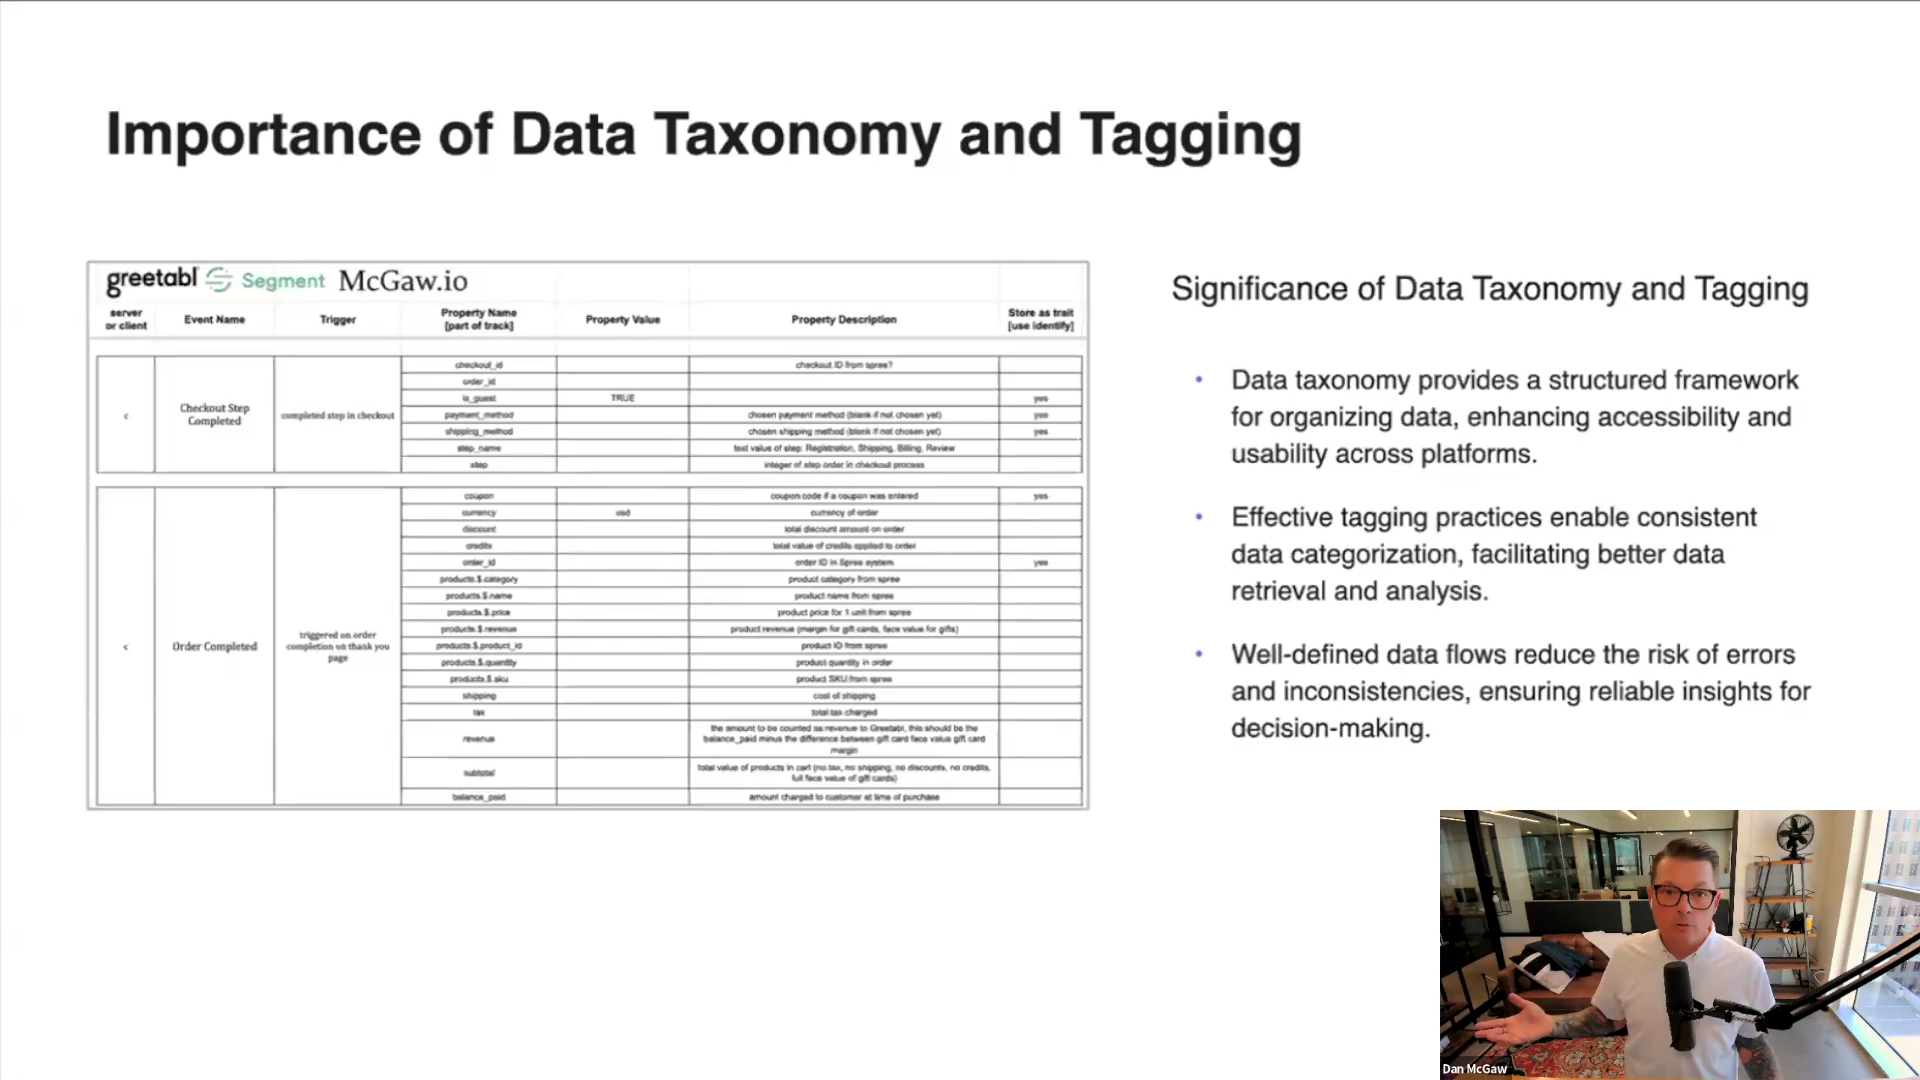 Importance of Data Taxonomy and Tagging
greetabl Segment McGaw.io
server or client Event Name Trigger Property Name [part of track] Property Value Property Description Store as trait [use identify]
c Checkout Step Completed completed step in checkout
checkout_id checkout ID from spree?
order_id
is_guest TRUE yes
payment_method chosen payment method (blank if not chosen yet) yes
shipping_method chosen shipping method (blank if not chosen yet) yes
step_name text value of step: Registration, Shipping, Billing, Review
step integer of step order in checkout process
c Order Completed triggered on order completion on thank you page
coupon coupon code if a coupon was entered yes
currency usd currency of order
discount total discount amount on order
credits total value of credits applied to order
order_id order ID in Spree system yes
products.$.category product category from spree
products.$.name product name from spree
products.$.price product price for 1 unit from spree
products.$.revenue product revenue (margin for gift cards, face value for gifts)
products.$.product_id product ID from spree
products.$.quantity product quantity in order
products.$.sku product SKU from spree
shipping cost of shipping
tax total tax charged
revenue the amount to be counted as revenue to Greetabl, this should be the balance_paid minus the difference between gift card face value gift card margin
subtotal total value of products in cart (no tax, no shipping, no discounts, no credits, full face value of gift cards)
balance_paid amount charged to customer at time of purchase
Significance of Data Taxonomy and Tagging
• Data taxonomy provides a structured framework
for organizing data, enhancing accessibility and
usability across platforms.
• Effective tagging practices enable consistent
data categorization, facilitating better data
retrieval and analysis.
• Well-defined data flows reduce the risk of errors
and inconsistencies, ensuring reliable insights for
decision-making.
Dan McGaw